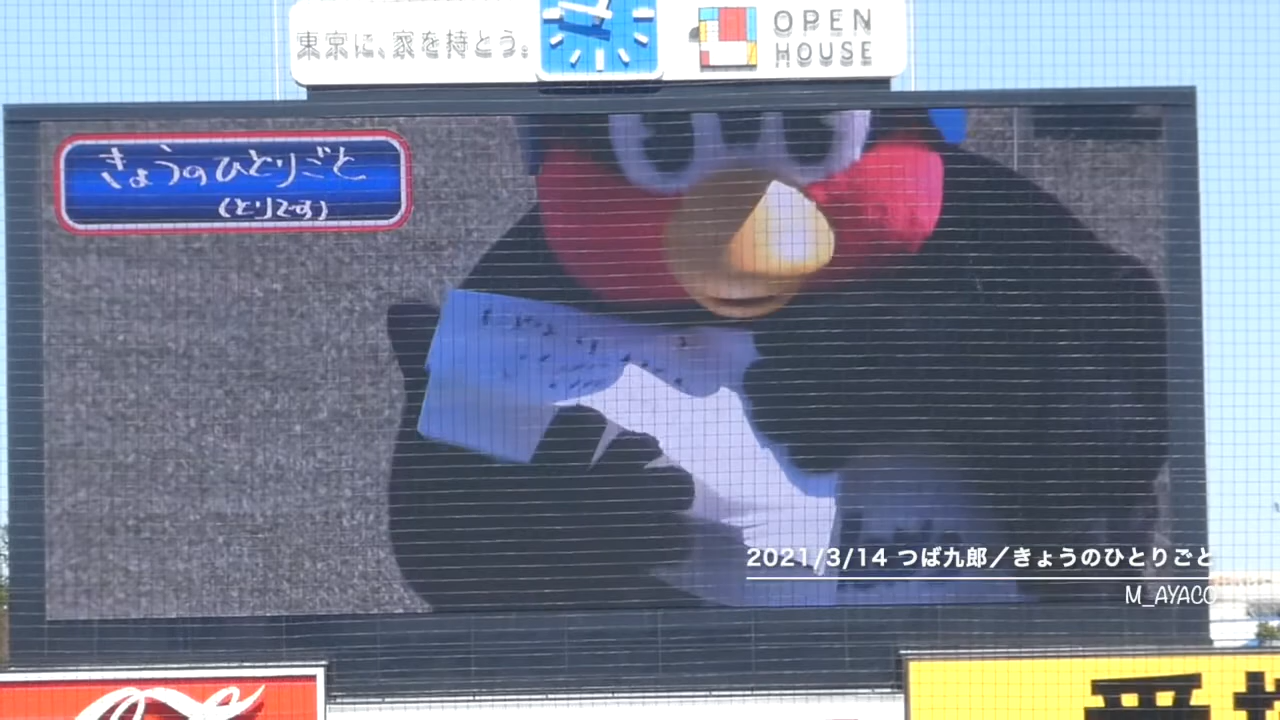 東京に、家を持とう。
OPEN
HOUSE
きょうのひとりごと
(とりです)
2021/3/14 つば九郎／きょうのひとりごと
M_AYACO